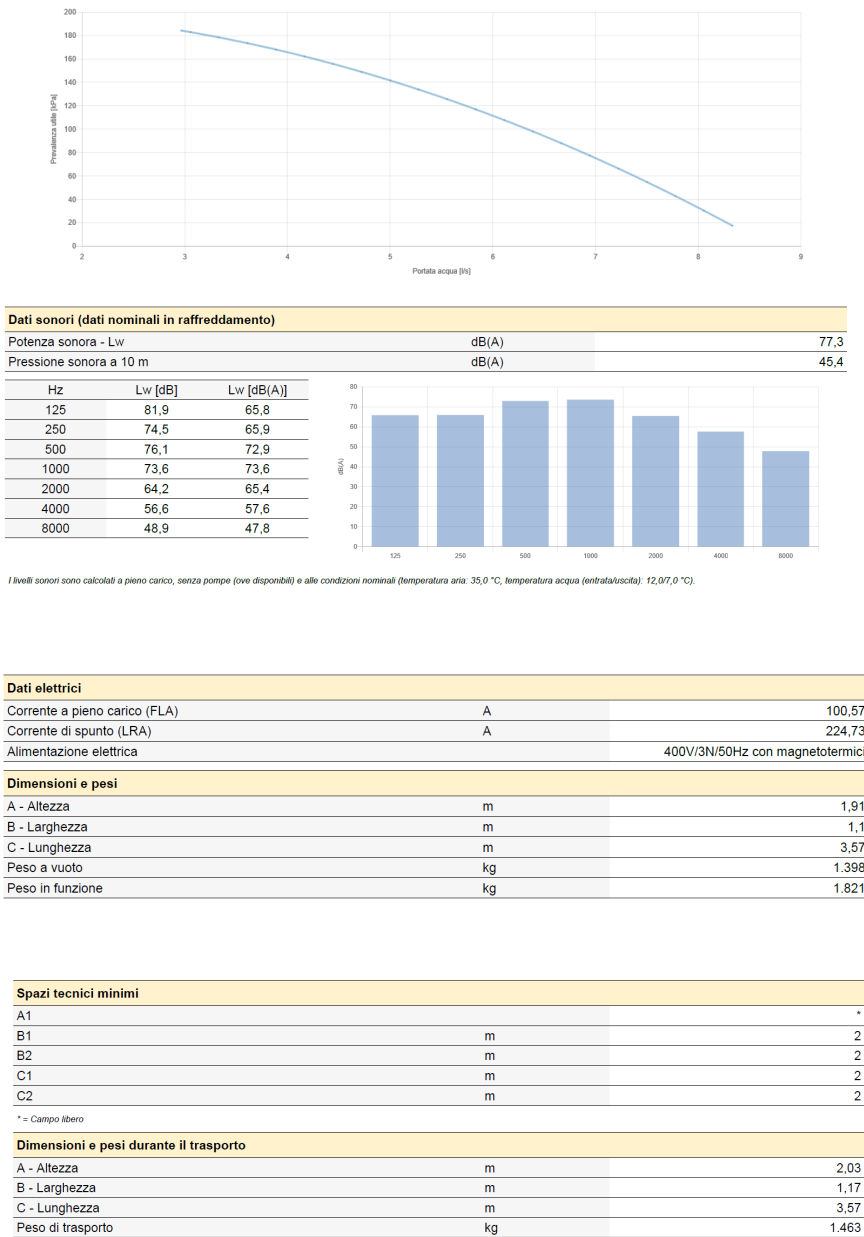 200
180
160
140
120
100
80
60
40
20
0
Prevalenza utile [kPa]
2 3 4 5 6 7 8 9
Portata acqua [l/s]
Dati sonori (dati nominali in raffreddamento)
Potenza sonora - Lw dB(A) 77,3
Pressione sonora a 10 m dB(A) 45,4
Hz Lw [dB] Lw [dB(A)]
125 81,9 65,8
250 74,5 65,9
500 76,1 72,9
1000 73,6 73,6
2000 64,2 65,4
4000 56,6 57,6
8000 48,9 47,8
80
70
60
50
40
30
20
10
0
dB(A)
125 250 500 1000 2000 4000 8000
I livelli sonori sono calcolati a pieno carico, senza pompe (ove disponibili) e alle condizioni nominali (temperatura aria: 35,0 °C, temperatura acqua (entrata/uscita): 12,0/7,0 °C).
Dati elettrici
Corrente a pieno carico (FLA) A 100,57
Corrente di spunto (LRA) A 224,73
Alimentazione elettrica 400V/3N/50Hz con magnetotermici
Dimensioni e pesi
A - Altezza m 1,91
B - Larghezza m 1,1
C - Lunghezza m 3,57
Peso a vuoto kg 1.398
Peso in funzione kg 1.821
Spazi tecnici minimi
A1 *
B1 m 2
B2 m 2
C1 m 2
C2 m 2
* = Campo libero
Dimensioni e pesi durante il trasporto
A - Altezza m 2,03
B - Larghezza m 1,17
C - Lunghezza m 3,57
Peso di trasporto kg 1.463